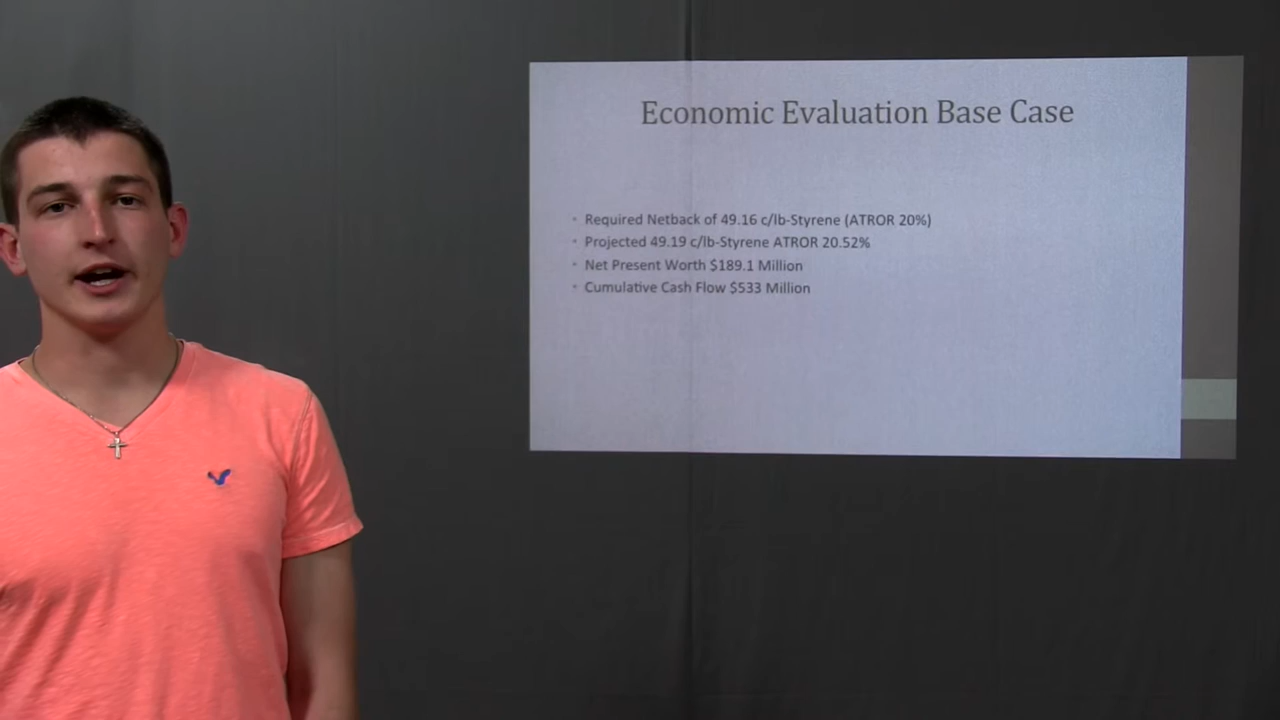 Economic Evaluation Base Case
• Required Netback of 49.16 c/lb-Styrene (ATROR 20%)
• Projected 49.19 c/lb-Styrene ATROR 20.52%
• Net Present Worth $189.1 Million
• Cumulative Cash Flow $533 Million